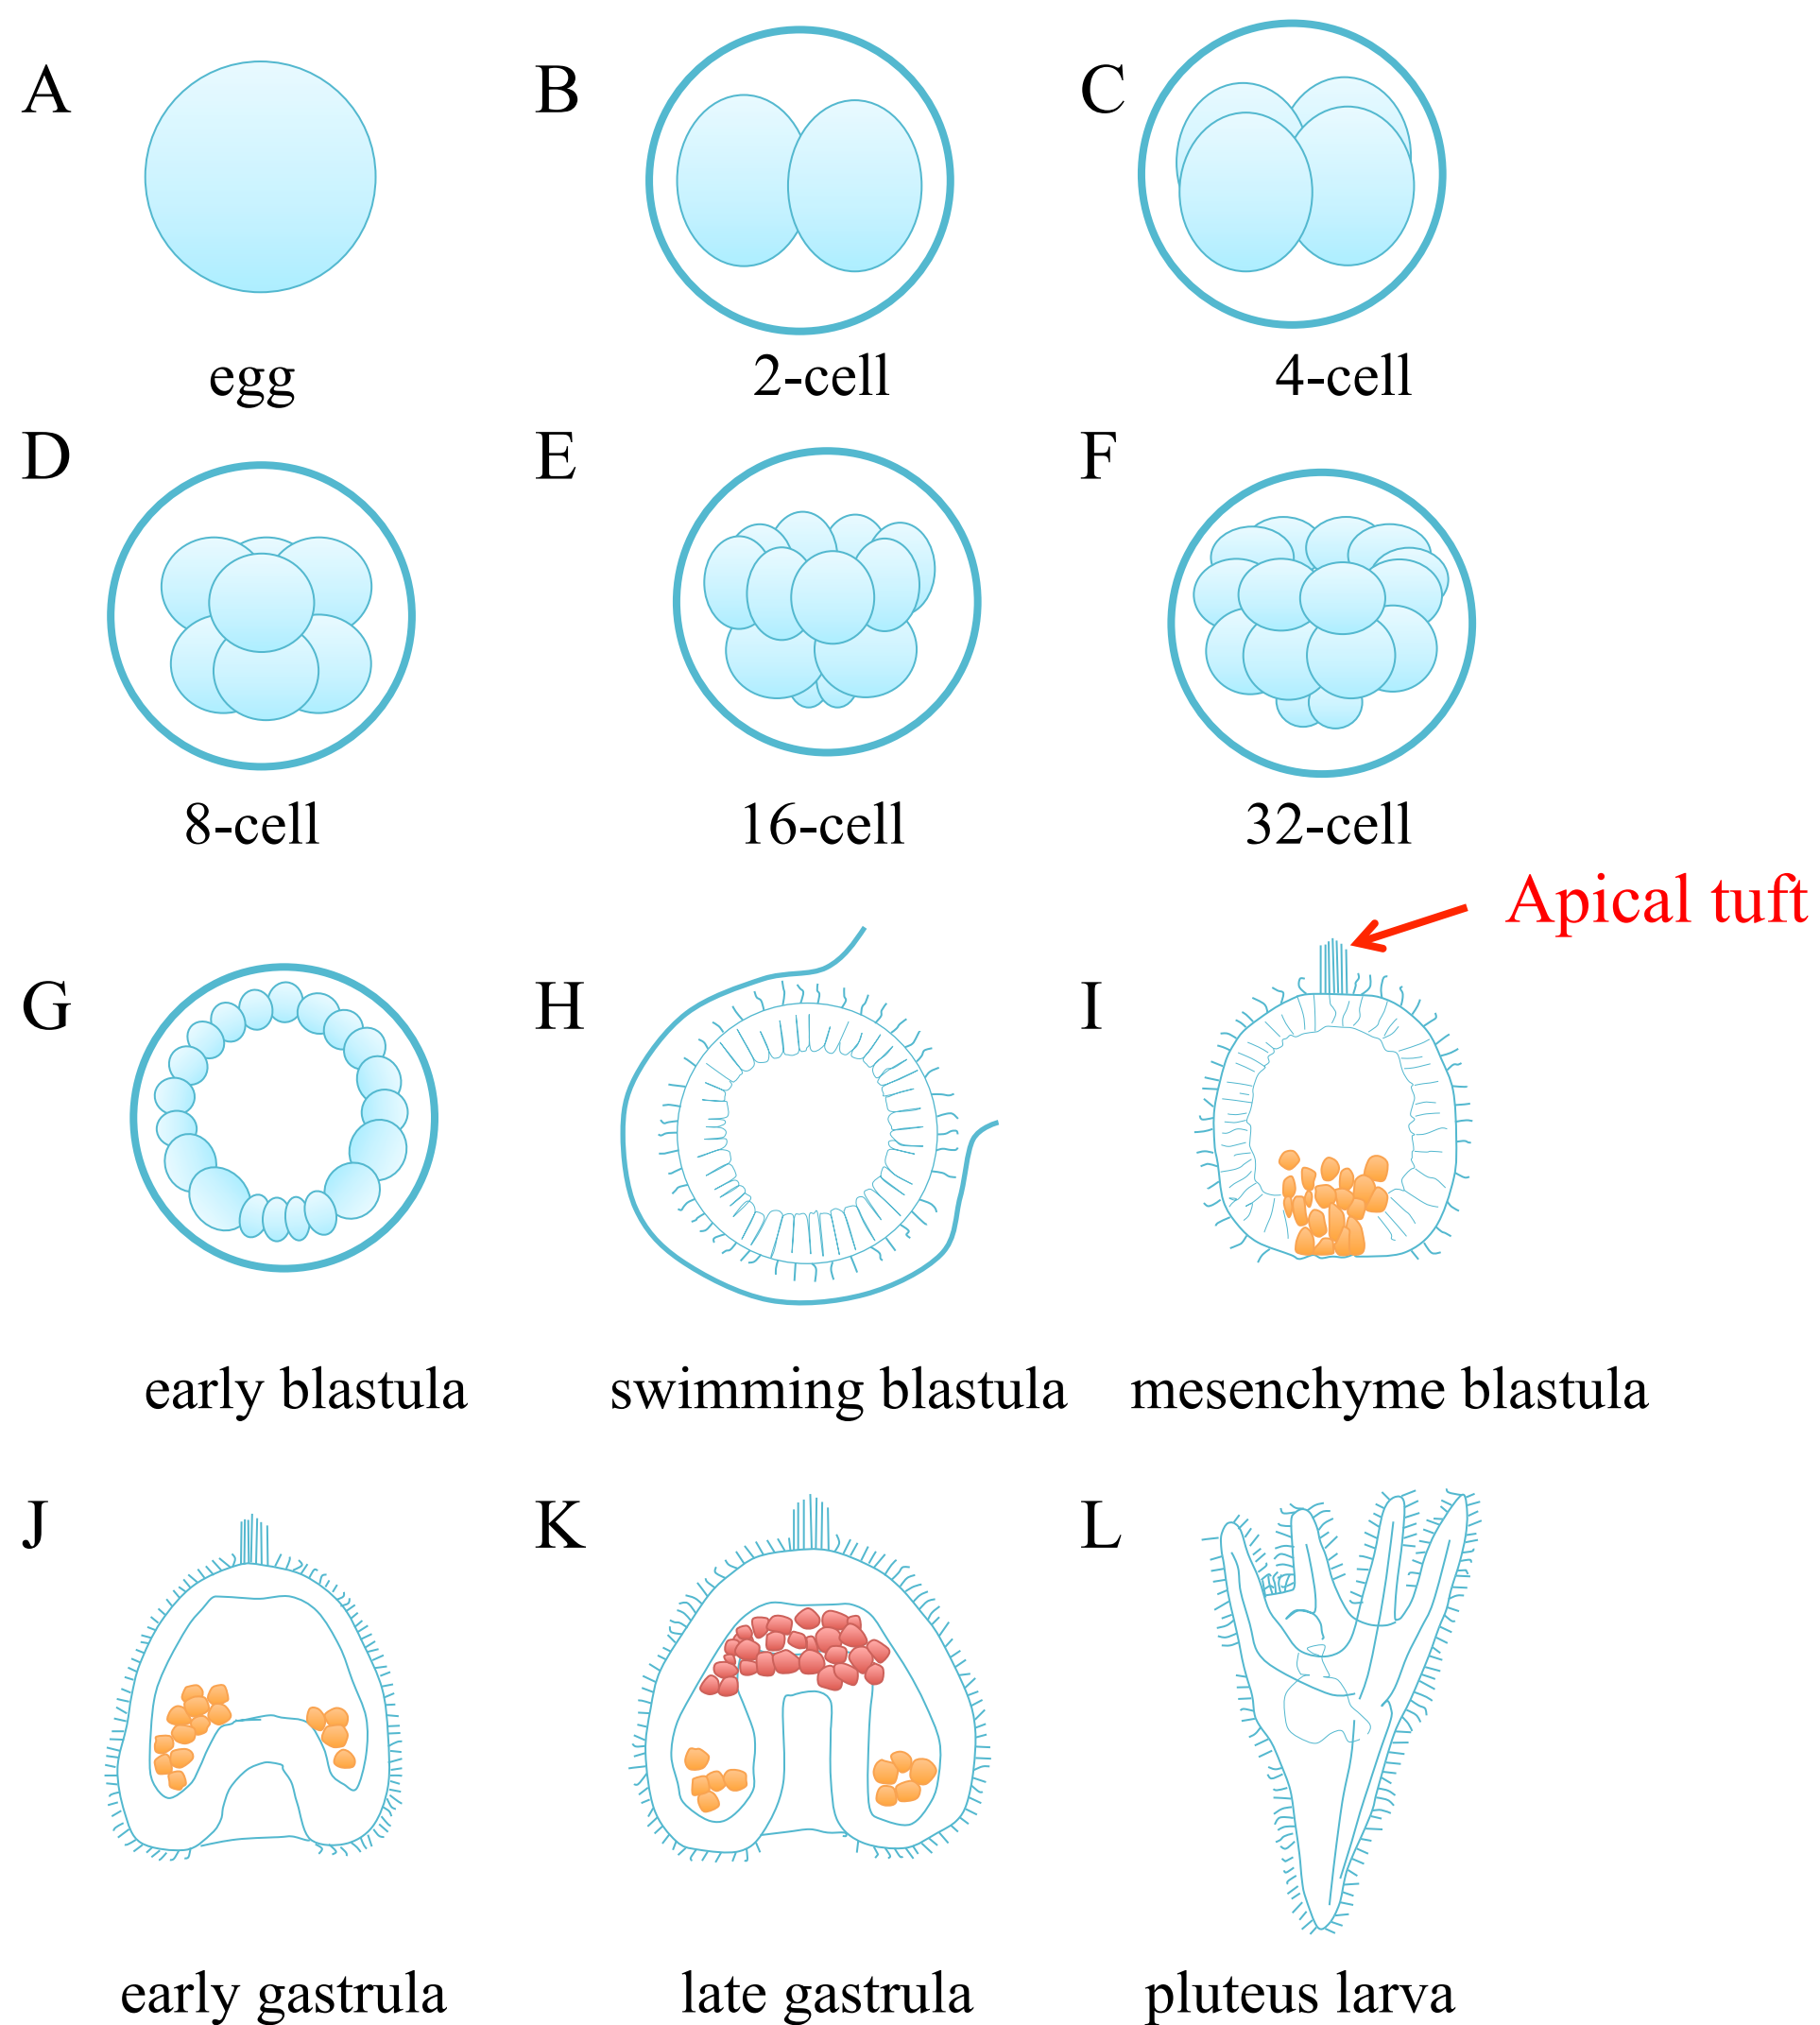 A
B
C
egg
2-cell
4-cell
D
E
F
8-cell
16-cell
32-cell
Apical tuft
G
H
I
early blastula
swimming blastula
mesenchyme blastula
J
K
L
early gastrula
late gastrula
pluteus larva